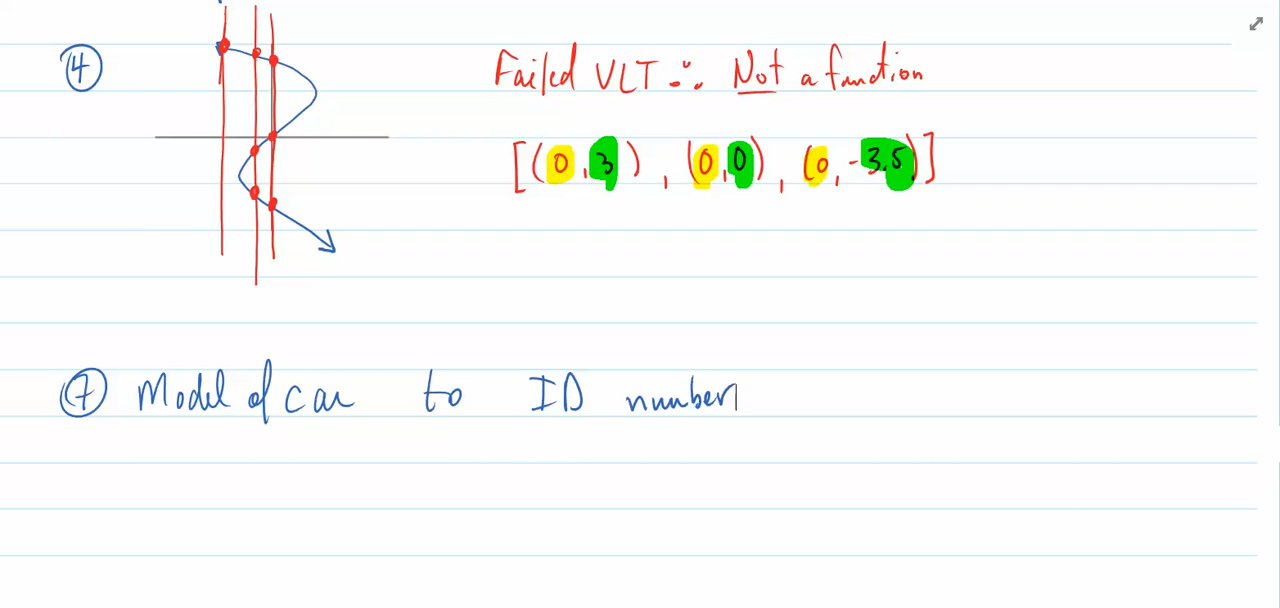 ④ Failed VLT ∴ Not a function
[(0,3), (0,0), (0,-3.5)]
⑦ Model of car to ID number